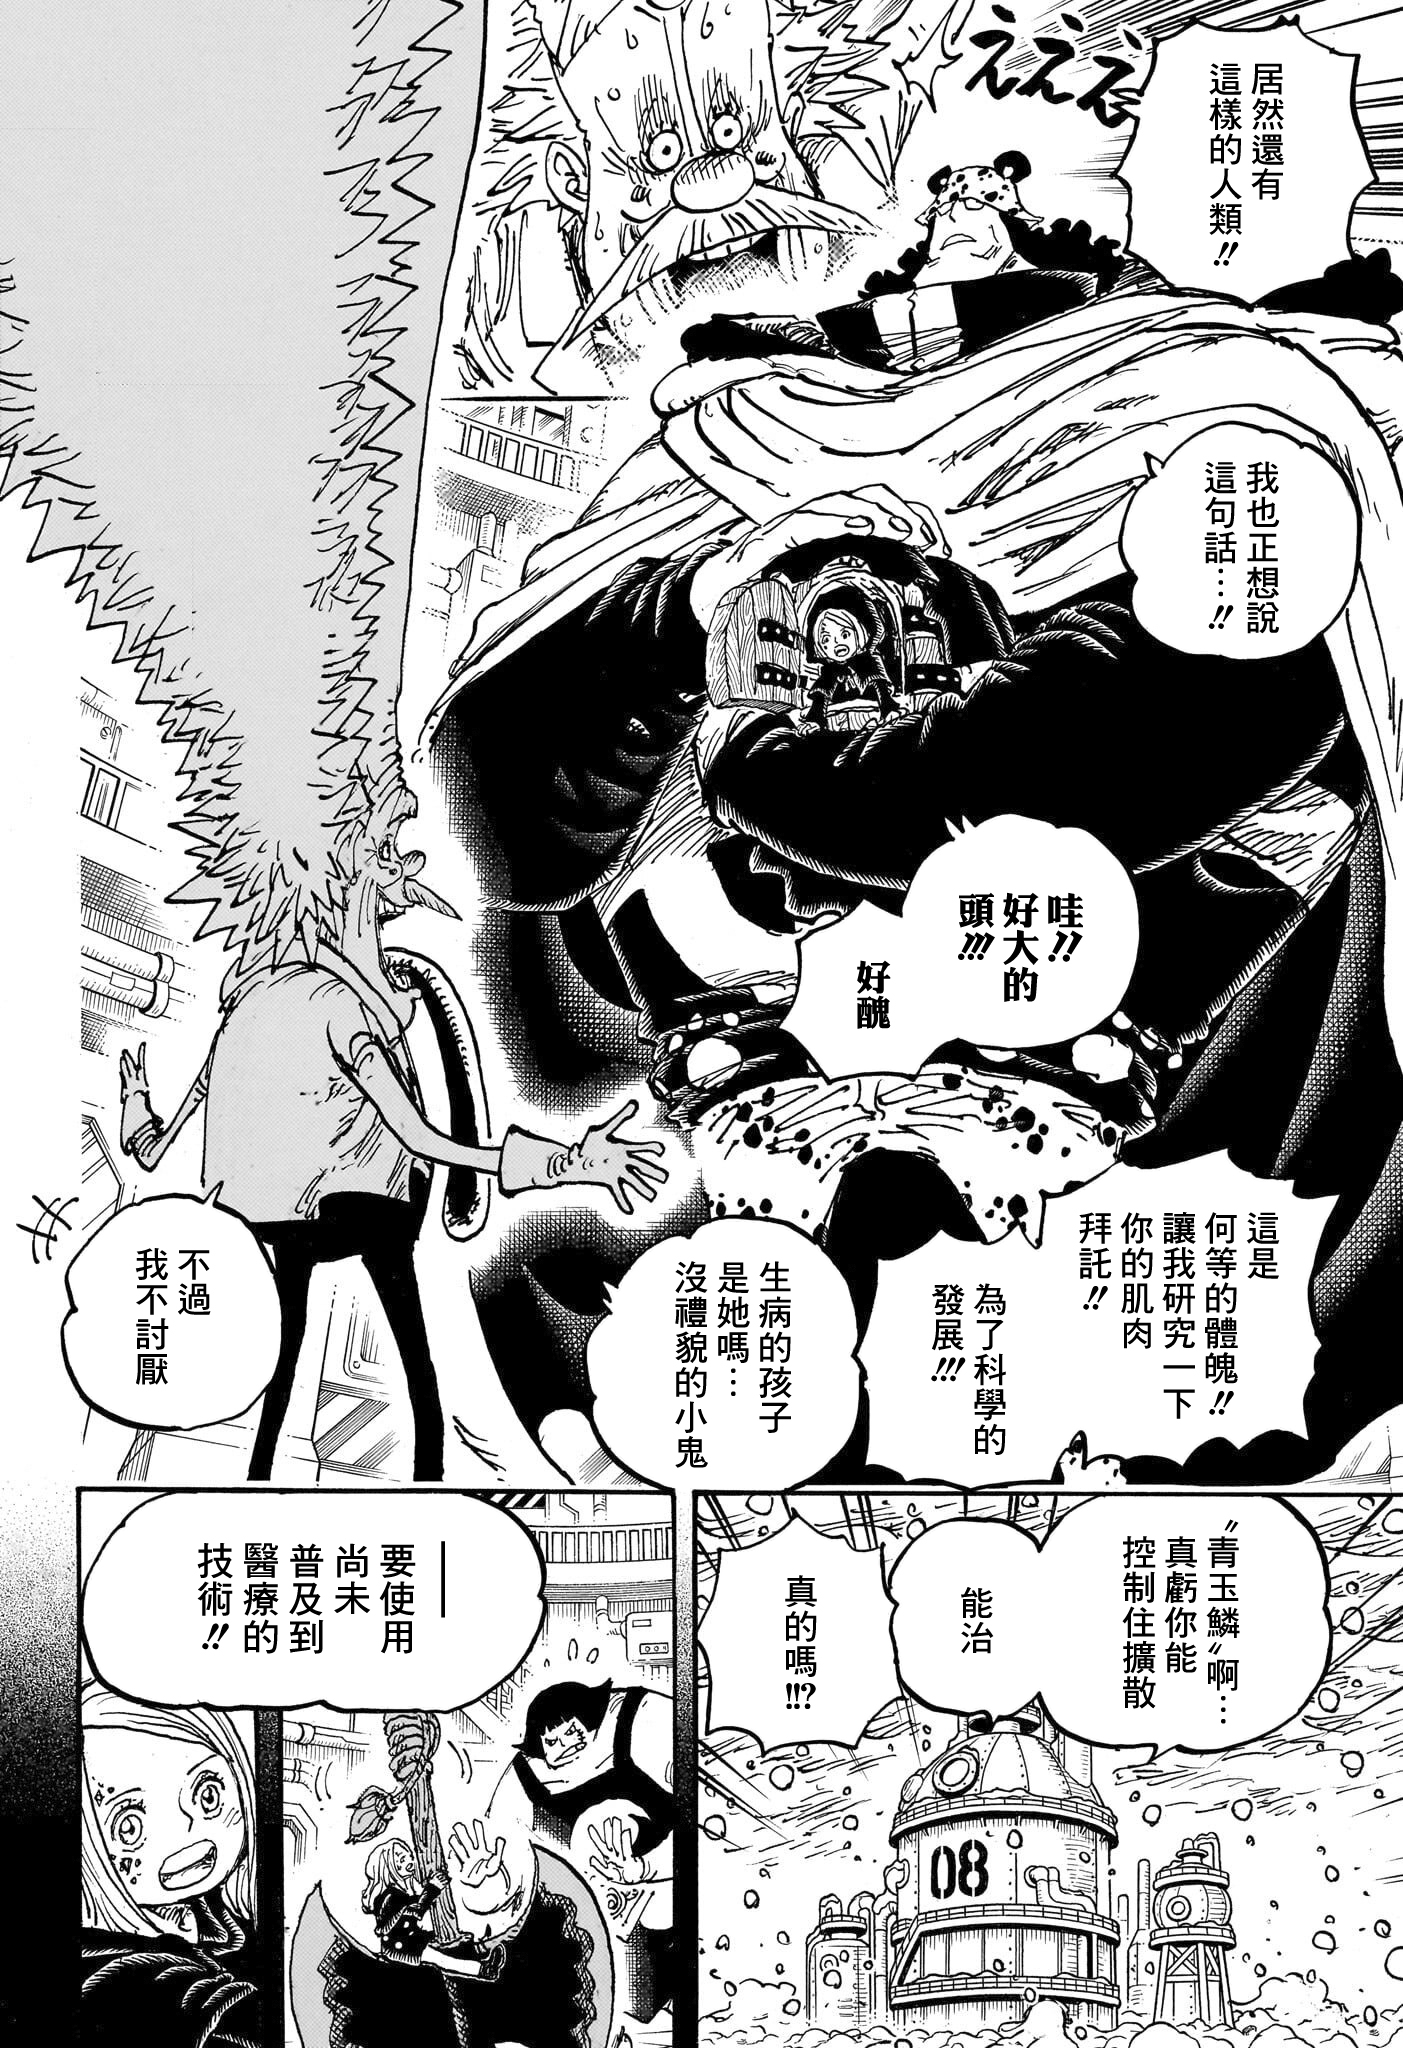 居然還有
這樣的人類!!
えええ
我也正想說
這句話…!!
哇!!
好大的
頭!!!
好醜
這是
何等的體魄!!
讓我研究一下
你的肌肉
拜託!!
為了科學的
發展!!!
生病的孩子
是她嗎…
沒禮貌的小鬼
不過
我不討厭
〝青玉鱗〞啊…
真虧你能
控制住擴散
能治
真的嗎!!?
08
——
要使用
尚未
普及到
醫療的
技術!!